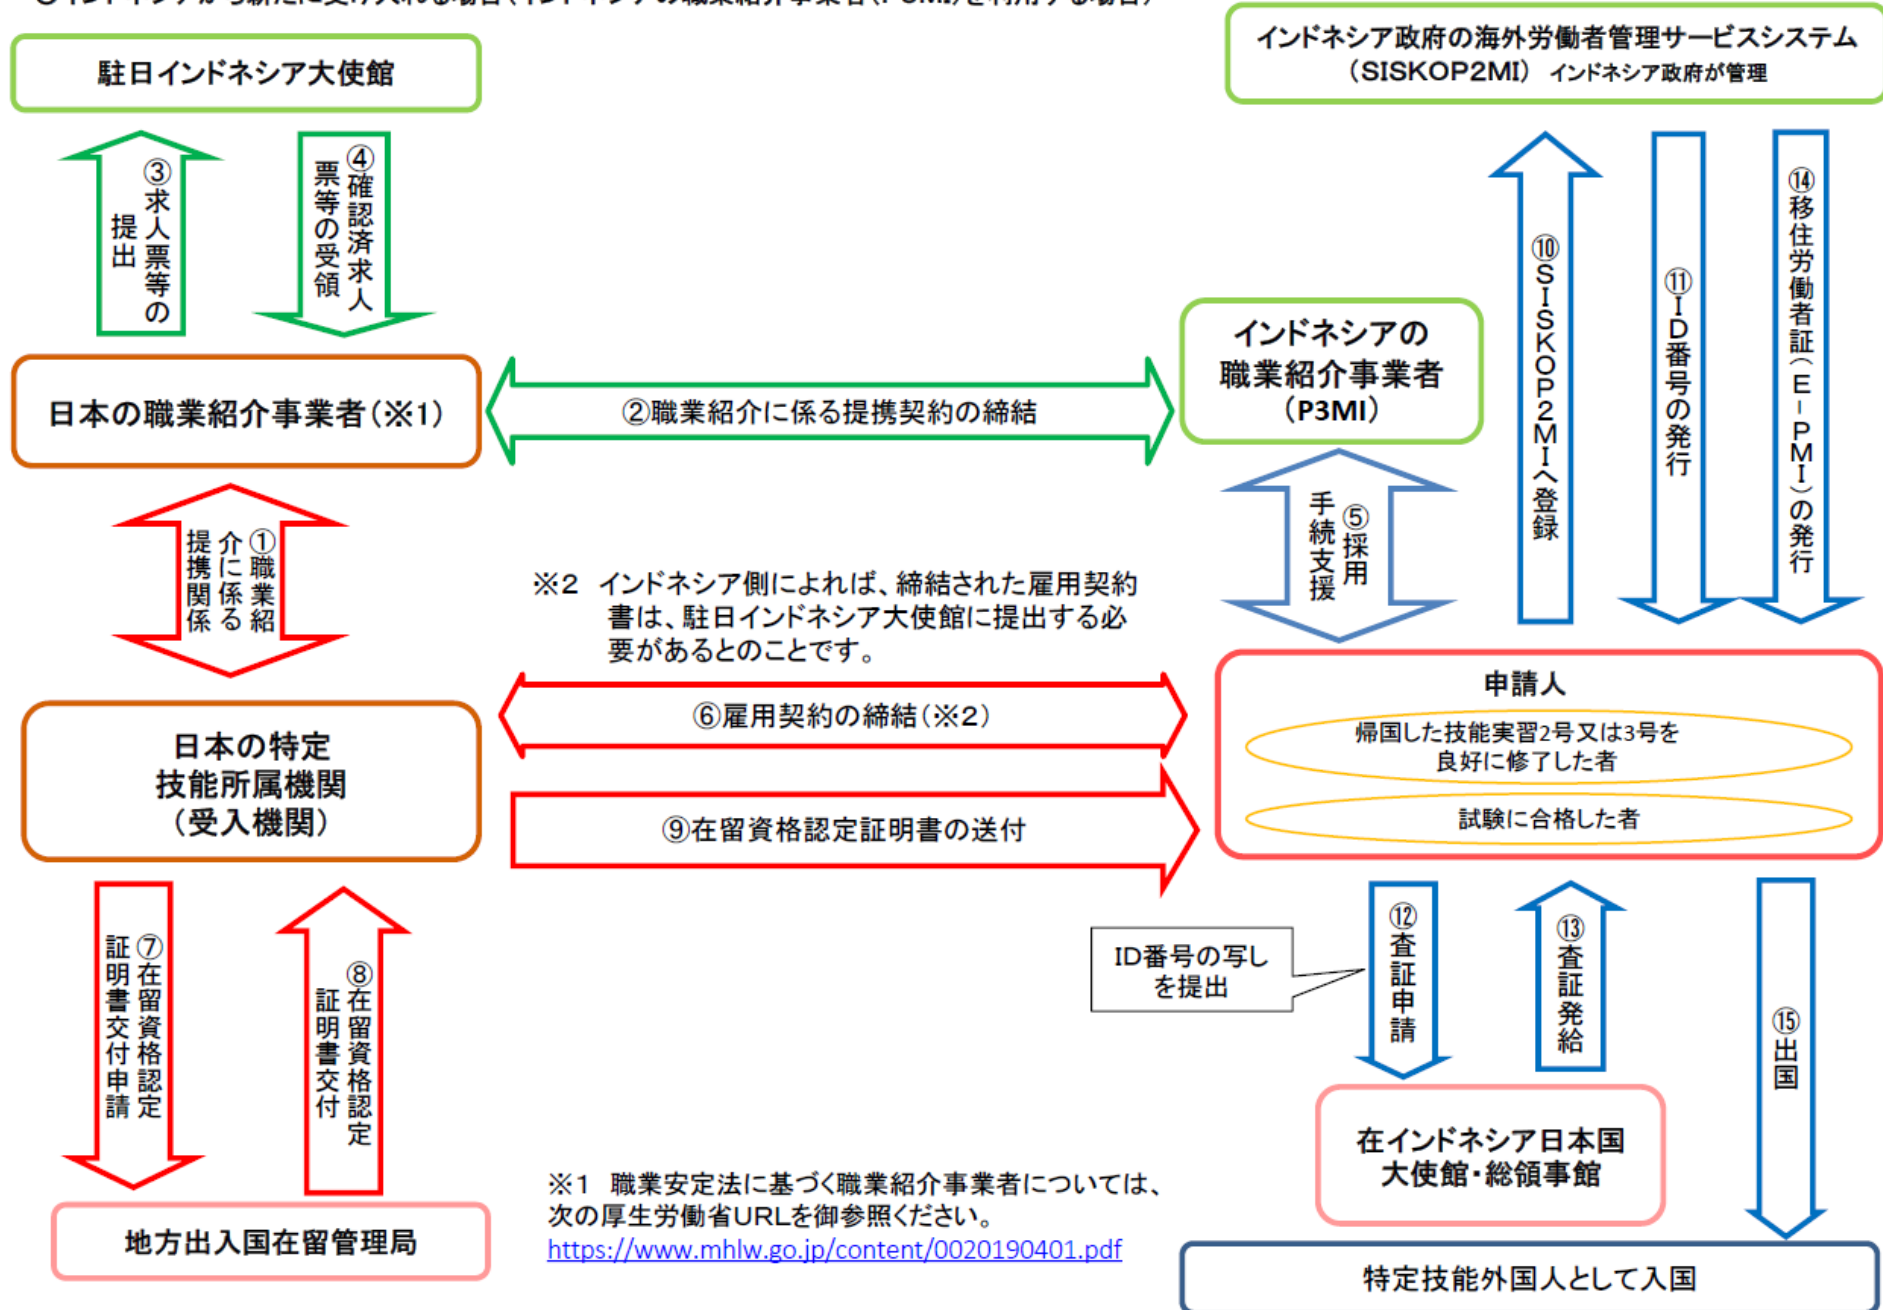 駐日インドネシア大使館
インドネシア政府の海外労働者管理サービスシステム
(SISKOP2MI) インドネシア政府が管理
③求人票等の
提出
④確認済求人
票等の受領
⑩SISKOP2MIへ登録
⑪ID番号の発行
⑭移住労働者証(E-PMI)の発行
日本の職業紹介事業者(※1)
②職業紹介に係る提携契約の締結
インドネシアの
職業紹介事業者
(P3MI)
①職業紹
介に係る
提携関係
⑤採用
手続支援
※2 インドネシア側によれば、締結された雇用契約
書は、駐日インドネシア大使館に提出する必
要があるとのことです。
日本の特定
技能所属機関
(受入機関)
⑥雇用契約の締結(※2)
⑨在留資格認定証明書の送付
申請人
帰国した技能実習2号又は3号を
良好に修了した者
試験に合格した者
⑦在留資格認定
証明書交付申請
⑧在留資格認定
証明書交付
ID番号の写し
を提出
⑫査証申請
⑬査証発給
⑮出国
在インドネシア日本国
大使館・総領事館
地方出入国在留管理局
※1 職業安定法に基づく職業紹介事業者については、
次の厚生労働省URLを御参照ください。
https://www.mhlw.go.jp/content/0020190401.pdf
特定技能外国人として入国